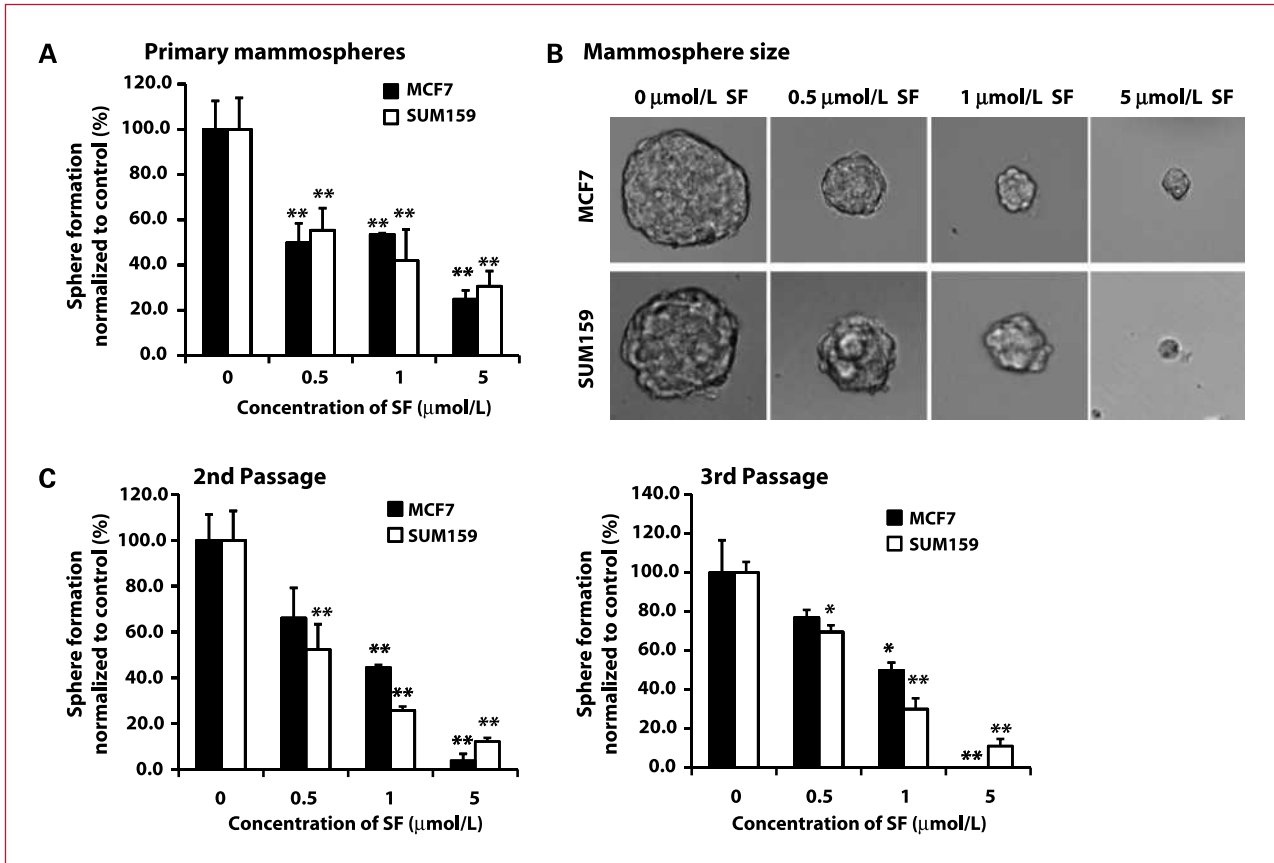 A Primary mammospheres
120.0
100.0
80.0
60.0
40.0
20.0
0.0
Sphere formation
normalized to control (%)
MCF7
SUM159
** ** ** ** ** **
0 0.5 1 5
Concentration of SF (μmol/L)
B Mammosphere size
0 μmol/L SF 0.5 μmol/L SF 1 μmol/L SF 5 μmol/L SF
MCF7
SUM159
C 2nd Passage
120.0
100.0
80.0
60.0
40.0
20.0
0.0
Sphere formation
normalized to control (%)
MCF7
SUM159
** ** ** ** **
0 0.5 1 5
Concentration of SF (μmol/L)
3rd Passage
140.0
120.0
100.0
80.0
60.0
40.0
20.0
0.0
Sphere formation
normalized to control (%)
MCF7
SUM159
* * ** ** **
0 0.5 1 5
Concentration of SF (μmol/L)